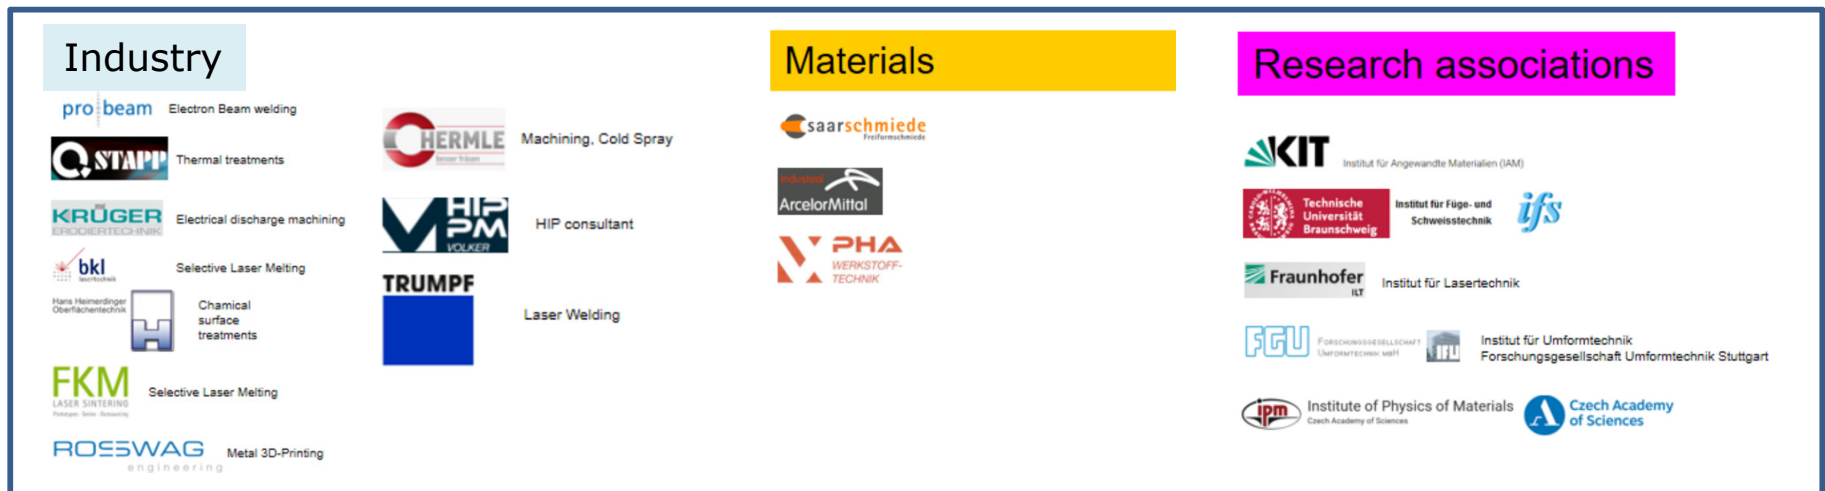 Industry
pro beam
Electron Beam welding
STAPP
Thermal treatments
KRÜGER
ERODIERTECHNIK
Electrical discharge machining
bkl
lasertechnik
Selective Laser Melting
Hans Heimerdinger
Oberflächentechnik
Chamical
surface
treatments
FKM
LASER SINTERING
Selective Laser Melting
ROSSWAG
engineering
Metal 3D-Printing
HERMLE
besser fräsen
Machining, Cold Spray
HIP
PM
VOLKER
HIP consultant
TRUMPF
Laser Welding
Materials
saarschmiede
Freiformschmiede
industeel
ArcelorMittal
PHA
WERKSTOFF-
TECHNIK
Research associations
KIT
Institut für Angewandte Materialien (IAM)
Technische
Universität
Braunschweig
Institut für Füge- und
Schweisstechnik
ifs
Fraunhofer
ILT
Institut für Lasertechnik
FGU
Forschungsgesellschaft
Umformtechnik mbH
IFU
Institut für Umformtechnik
Forschungsgesellschaft Umformtechnik Stuttgart
ipm
Institute of Physics of Materials
Czech Academy of Sciences
Czech Academy
of Sciences